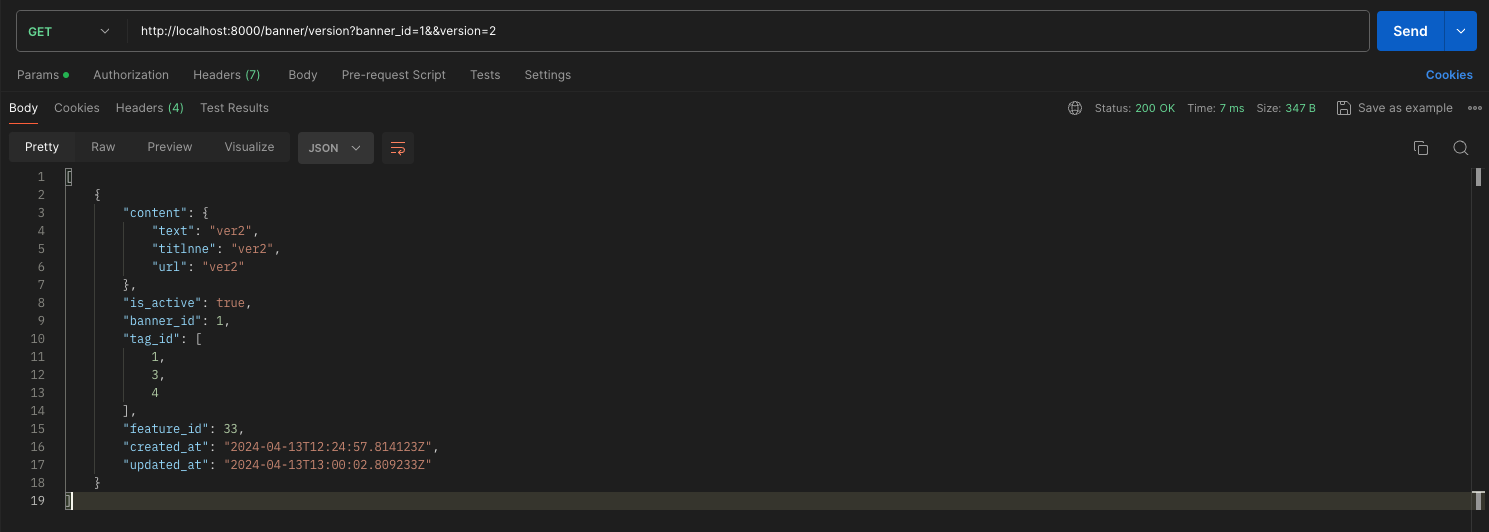 GET http://localhost:8000/banner/version?banner_id=1&&version=2 Send
Params Authorization Headers (7) Body Pre-request Script Tests Settings Cookies
Body Cookies Headers (4) Test Results Status: 200 OK Time: 7 ms Size: 347 B Save as example
Pretty Raw Preview Visualize JSON
1 [
2 {
3 "content": {
4 "text": "ver2",
5 "titlnne": "ver2",
6 "url": "ver2"
7 },
8 "is_active": true,
9 "banner_id": 1,
10 "tag_id": [
11 1,
12 3,
13 4
14 ],
15 "feature_id": 33,
16 "created_at": "2024-04-13T12:24:57.814123Z",
17 "updated_at": "2024-04-13T13:00:02.809233Z"
18 }
19 ]